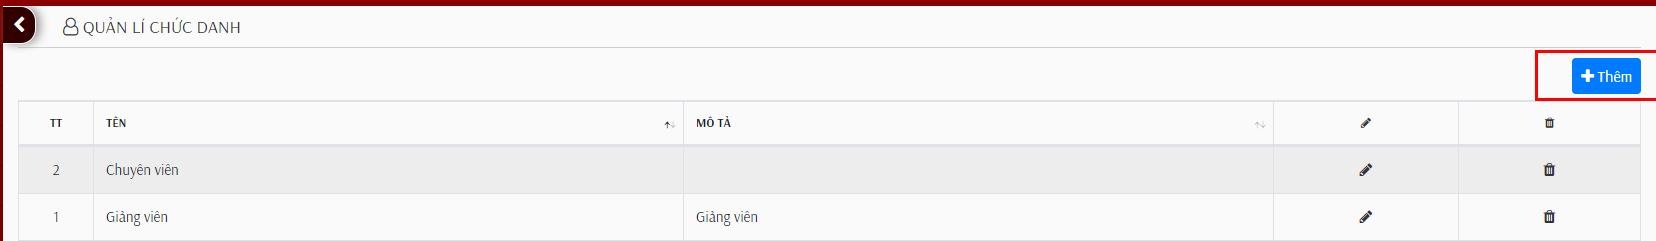 QUẢN LÍ CHỨC DANH
Thêm
TT TÊN MÔ TẢ
2 Chuyên viên
1 Giảng viên Giảng viên